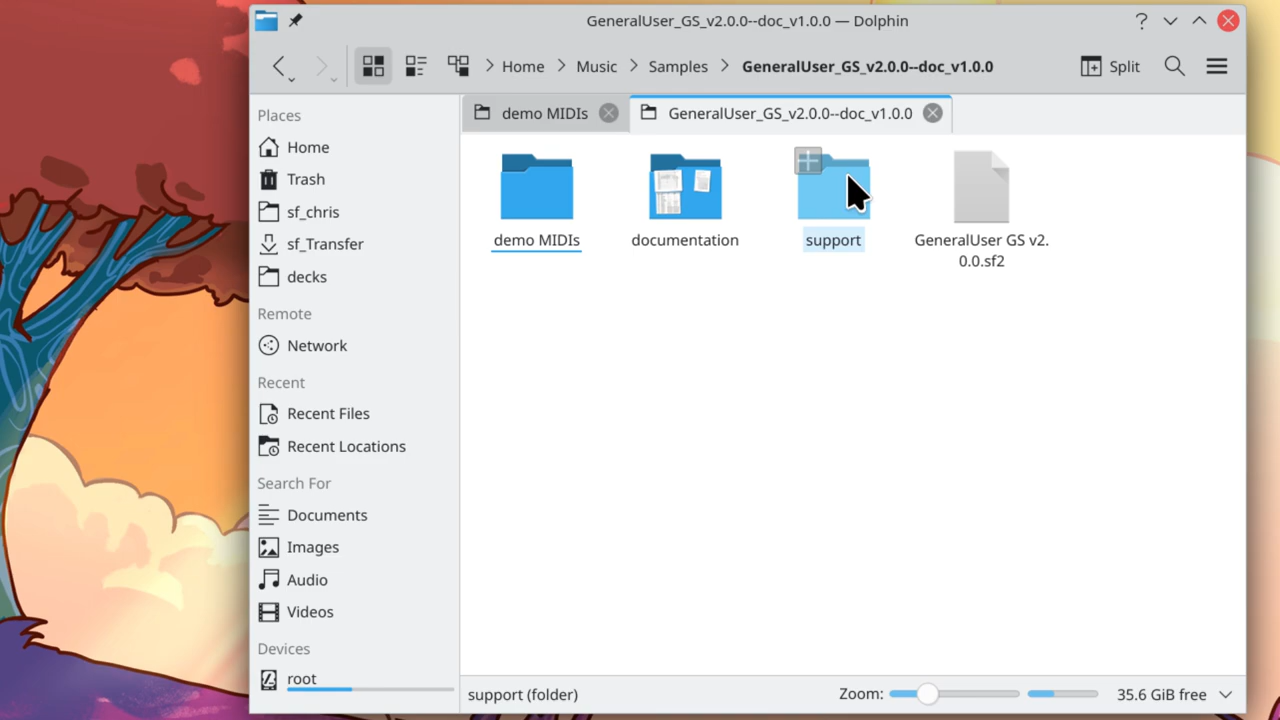 GeneralUser_GS_v2.0.0--doc_v1.0.0 — Dolphin
Home
Music
Samples
GeneralUser_GS_v2.0.0--doc_v1.0.0
Split
Places
Home
Trash
sf_chris
sf_Transfer
decks
Remote
Network
Recent
Recent Files
Recent Locations
Search For
Documents
Images
Audio
Videos
Devices
root
demo MIDIs
GeneralUser_GS_v2.0.0--doc_v1.0.0
demo MIDIs
documentation
support
GeneralUser GS v2.
0.0.sf2
support (folder)
Zoom:
35.6 GiB free